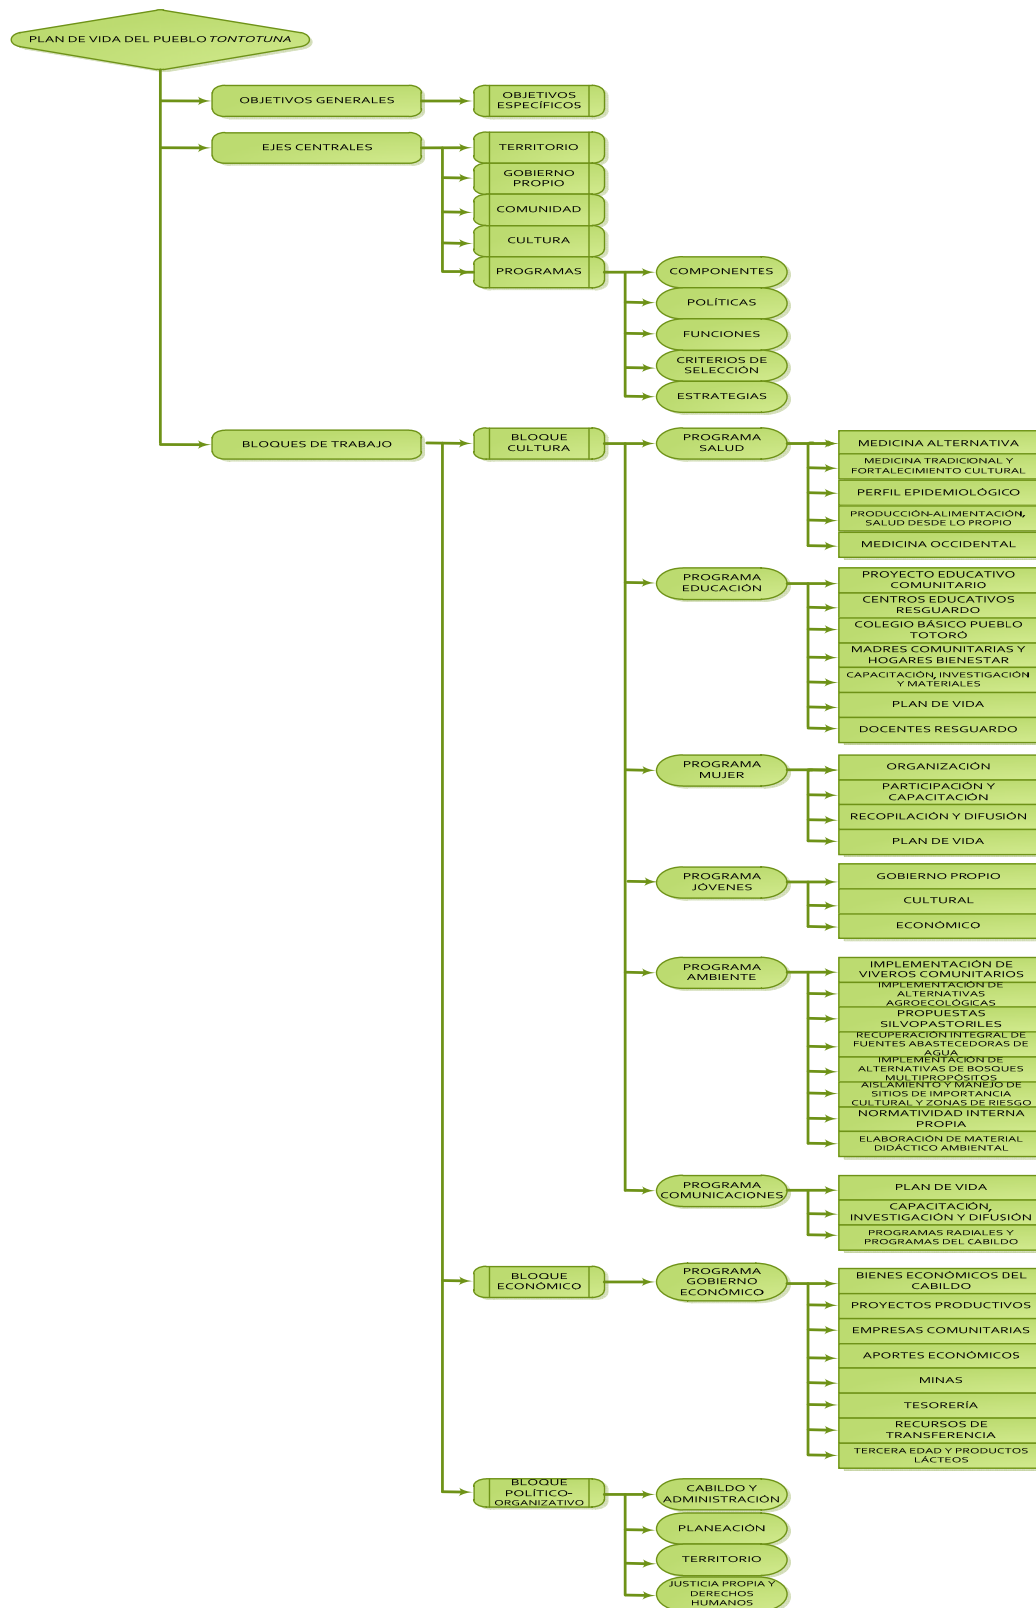 PLAN DE VIDA DEL PUEBLO TONTOTUNA
OBJETIVOS GENERALES
OBJETIVOS
ESPECÍFICOS
EJES CENTRALES
TERRITORIO
GOBIERNO
PROPIO
COMUNIDAD
CULTURA
PROGRAMAS
COMPONENTES
POLÍTICAS
FUNCIONES
CRITERIOS DE
SELECCIÓN
ESTRATEGIAS
BLOQUES DE TRABAJO
BLOQUE
CULTURA
PROGRAMA
SALUD
MEDICINA ALTERNATIVA
MEDICINA TRADICIONAL Y
FORTALECIMIENTO CULTURAL
PERFIL EPIDEMIOLÓGICO
PRODUCCIÓN-ALIMENTACIÓN,
SALUD DESDE LO PROPIO
MEDICINA OCCIDENTAL
PROGRAMA
EDUCACIÓN
PROYECTO EDUCATIVO
COMUNITARIO
CENTROS EDUCATIVOS
RESGUARDO
COLEGIO BÁSICO PUEBLO
TOTORÓ
MADRES COMUNITARIAS Y
HOGARES BIENESTAR
CAPACITACIÓN, INVESTIGACIÓN
Y MATERIALES
PLAN DE VIDA
DOCENTES RESGUARDO
PROGRAMA
MUJER
ORGANIZACIÓN
PARTICIPACIÓN Y
CAPACITACIÓN
RECOPILACIÓN Y DIFUSIÓN
PLAN DE VIDA
PROGRAMA
JÓVENES
GOBIERNO PROPIO
CULTURAL
ECONÓMICO
PROGRAMA
AMBIENTE
IMPLEMENTACIÓN DE
VIVEROS COMUNITARIOS
IMPLEMENTACIÓN DE
ALTERNATIVAS
AGROECOLÓGICAS
PROPUESTAS
SILVOPASTORILES
RECUPERACIÓN INTEGRAL DE
FUENTES ABASTECEDORAS DE
AGUA
IMPLEMENTACIÓN DE
ALTERNATIVAS DE BOSQUES
MULTIPROPÓSITOS
AISLAMIENTO Y MANEJO DE
SITIOS DE IMPORTANCIA
CULTURAL Y ZONAS DE RIESGO
NORMATIVIDAD INTERNA
PROPIA
ELABORACIÓN DE MATERIAL
DIDÁCTICO AMBIENTAL
PROGRAMA
COMUNICACIONES
PLAN DE VIDA
CAPACITACIÓN,
INVESTIGACIÓN Y DIFUSIÓN
PROGRAMAS RADIALES Y
PROGRAMAS DEL CABILDO
BLOQUE
ECONÓMICO
PROGRAMA
GOBIERNO
ECONÓMICO
BIENES ECONÓMICOS DEL
CABILDO
PROYECTOS PRODUCTIVOS
EMPRESAS COMUNITARIAS
APORTES ECONÓMICOS
MINAS
TESORERÍA
RECURSOS DE
TRANSFERENCIA
TERCERA EDAD Y PRODUCTOS
LÁCTEOS
BLOQUE
POLÍTICO-
ORGANIZATIVO
CABILDO Y
ADMINISTRACIÓN
PLANEACIÓN
TERRITORIO
JUSTICIA PROPIA Y
DERECHOS
HUMANOS